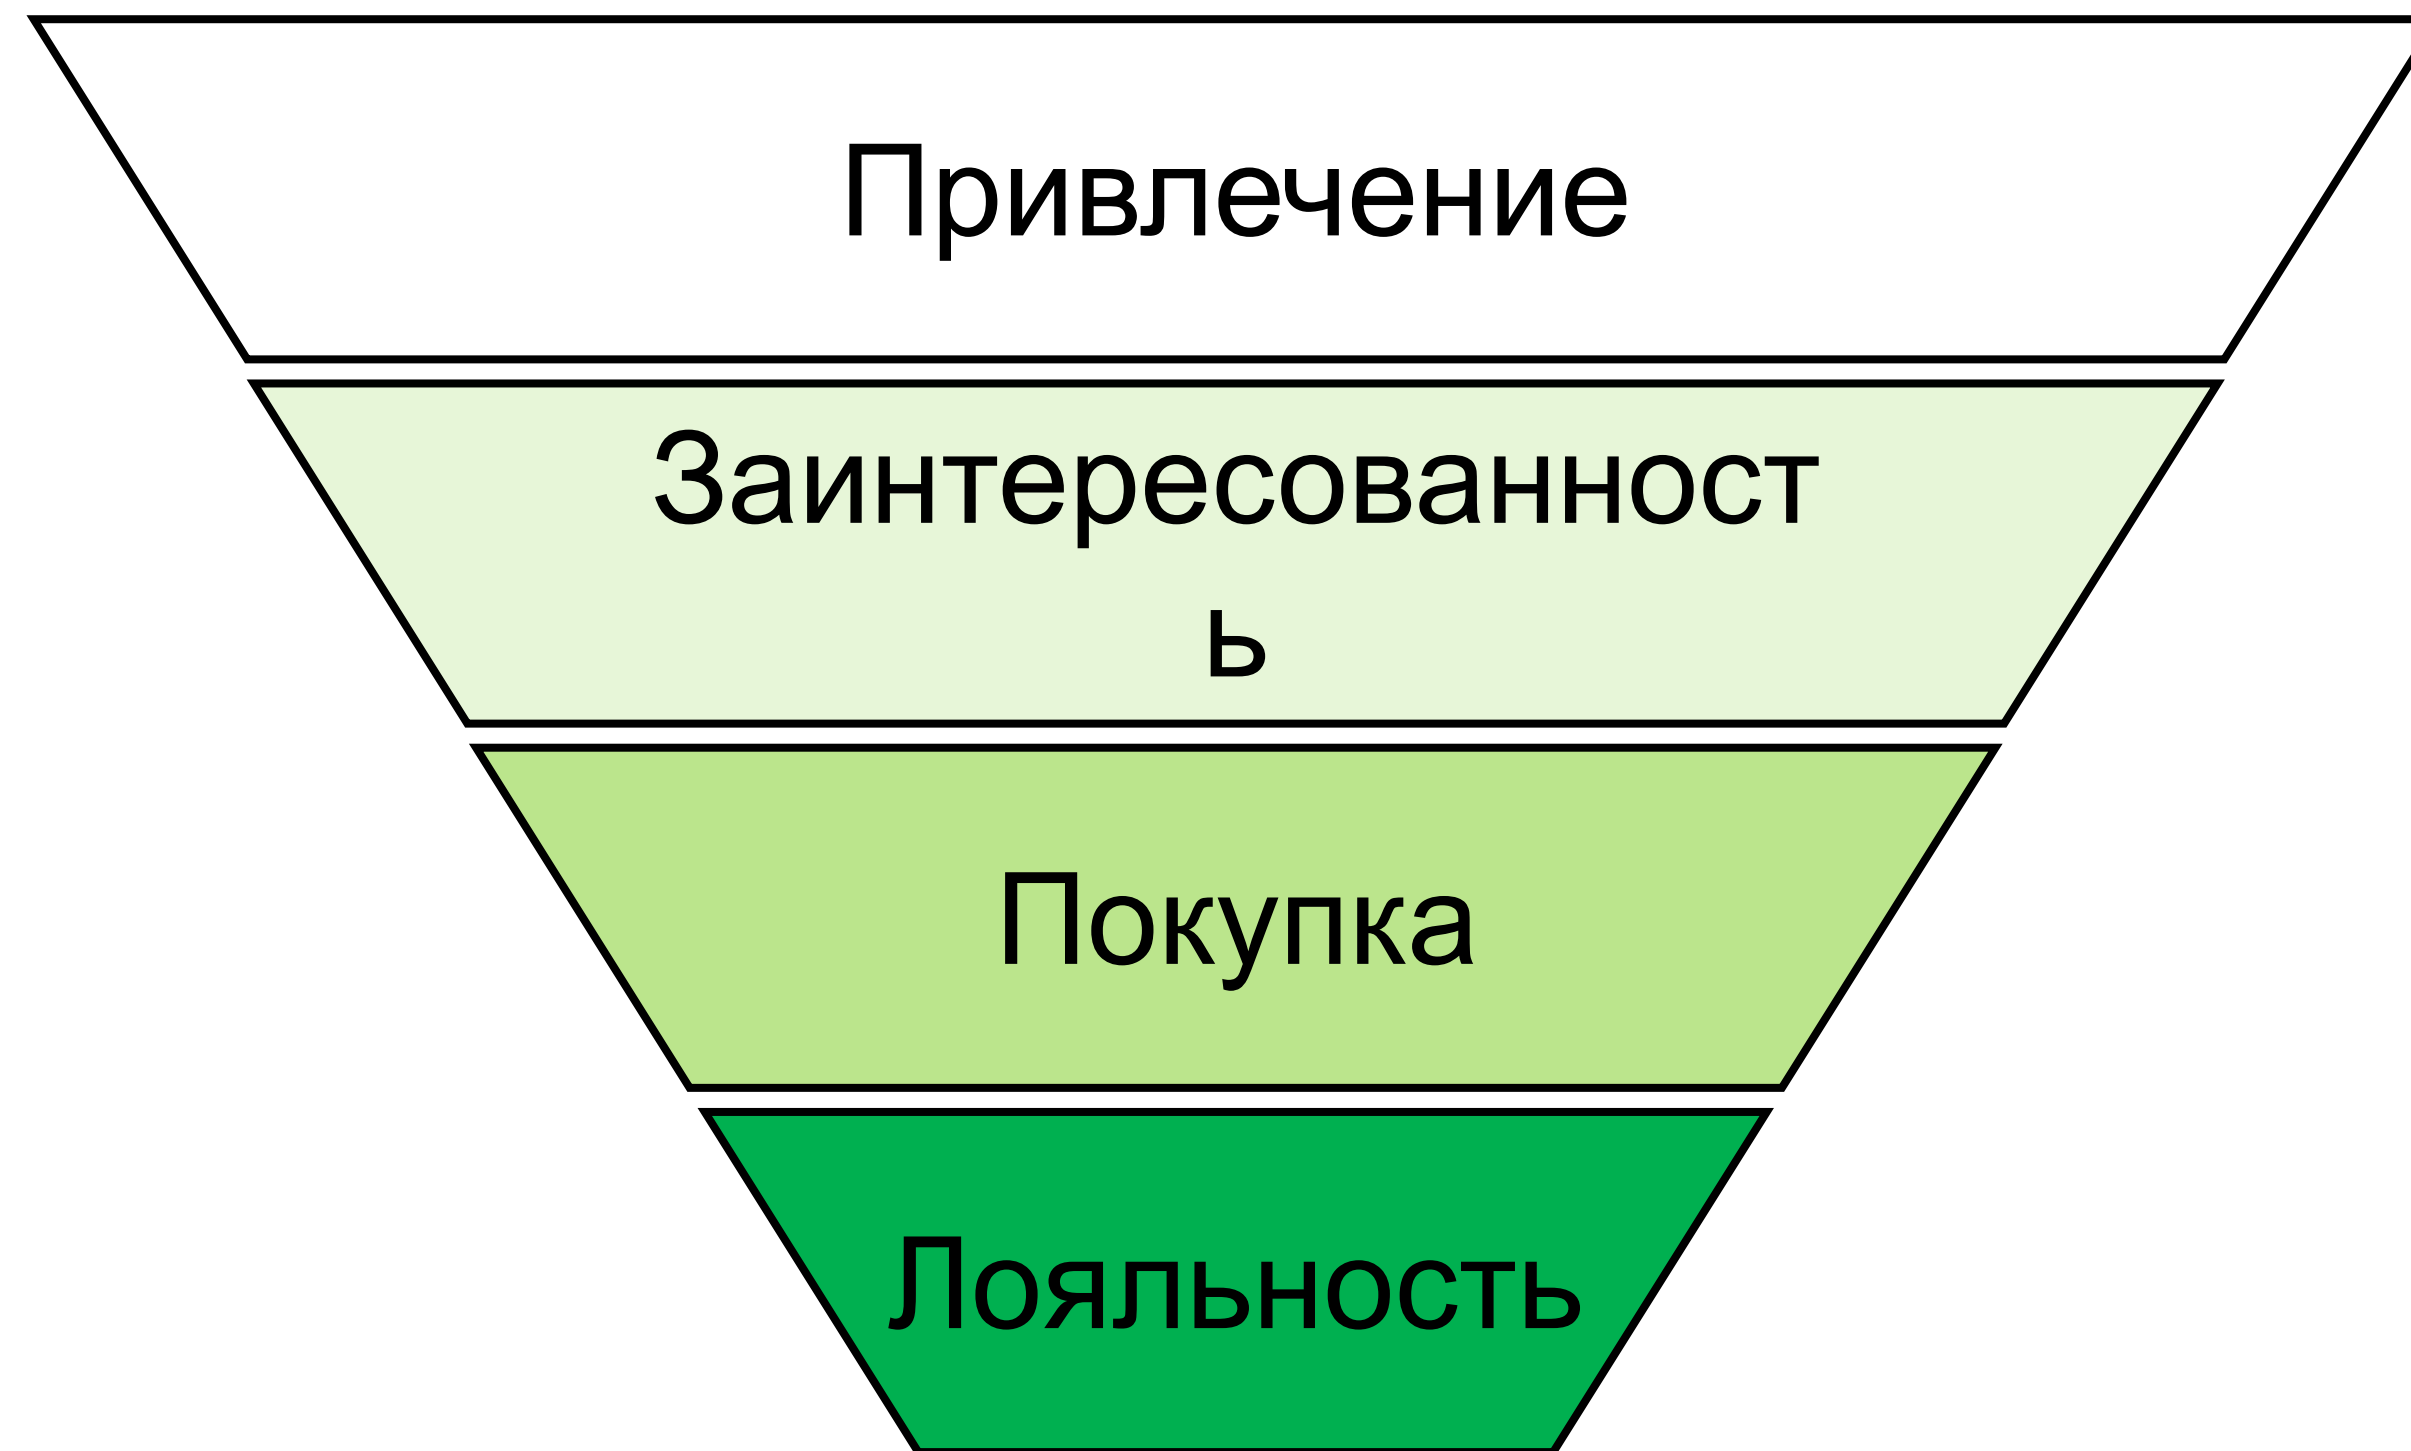 Привлечение
Заинтересованност
ь
Покупка
Лояльность